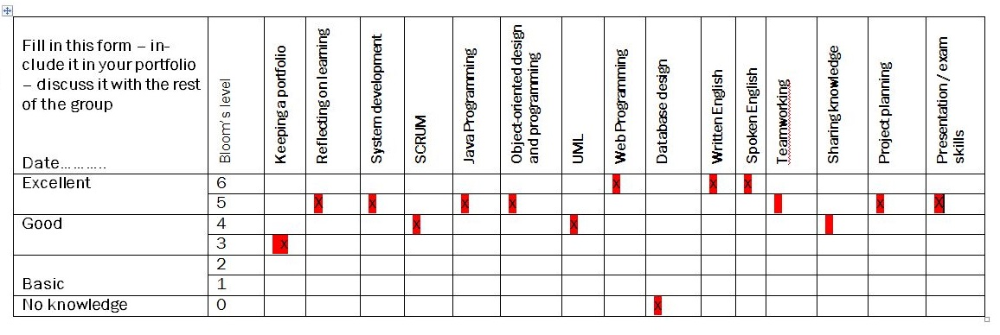 Fill in this form – in-
clude it in your portfolio
– discuss it with the rest
of the group
Date...........
Bloom's level
Keeping a portfolio
Reflecting on learning
System development
SCRUM
Java Programming
Object-oriented design
and programming
UML
Web Programming
Database design
Written English
Spoken English
Teamworking
Sharing knowledge
Project planning
Presentation / exam
skills
Excellent 6 X X X
5 X X X X X X
Good 4 X X
3 X
2
Basic 1
No knowledge 0 X